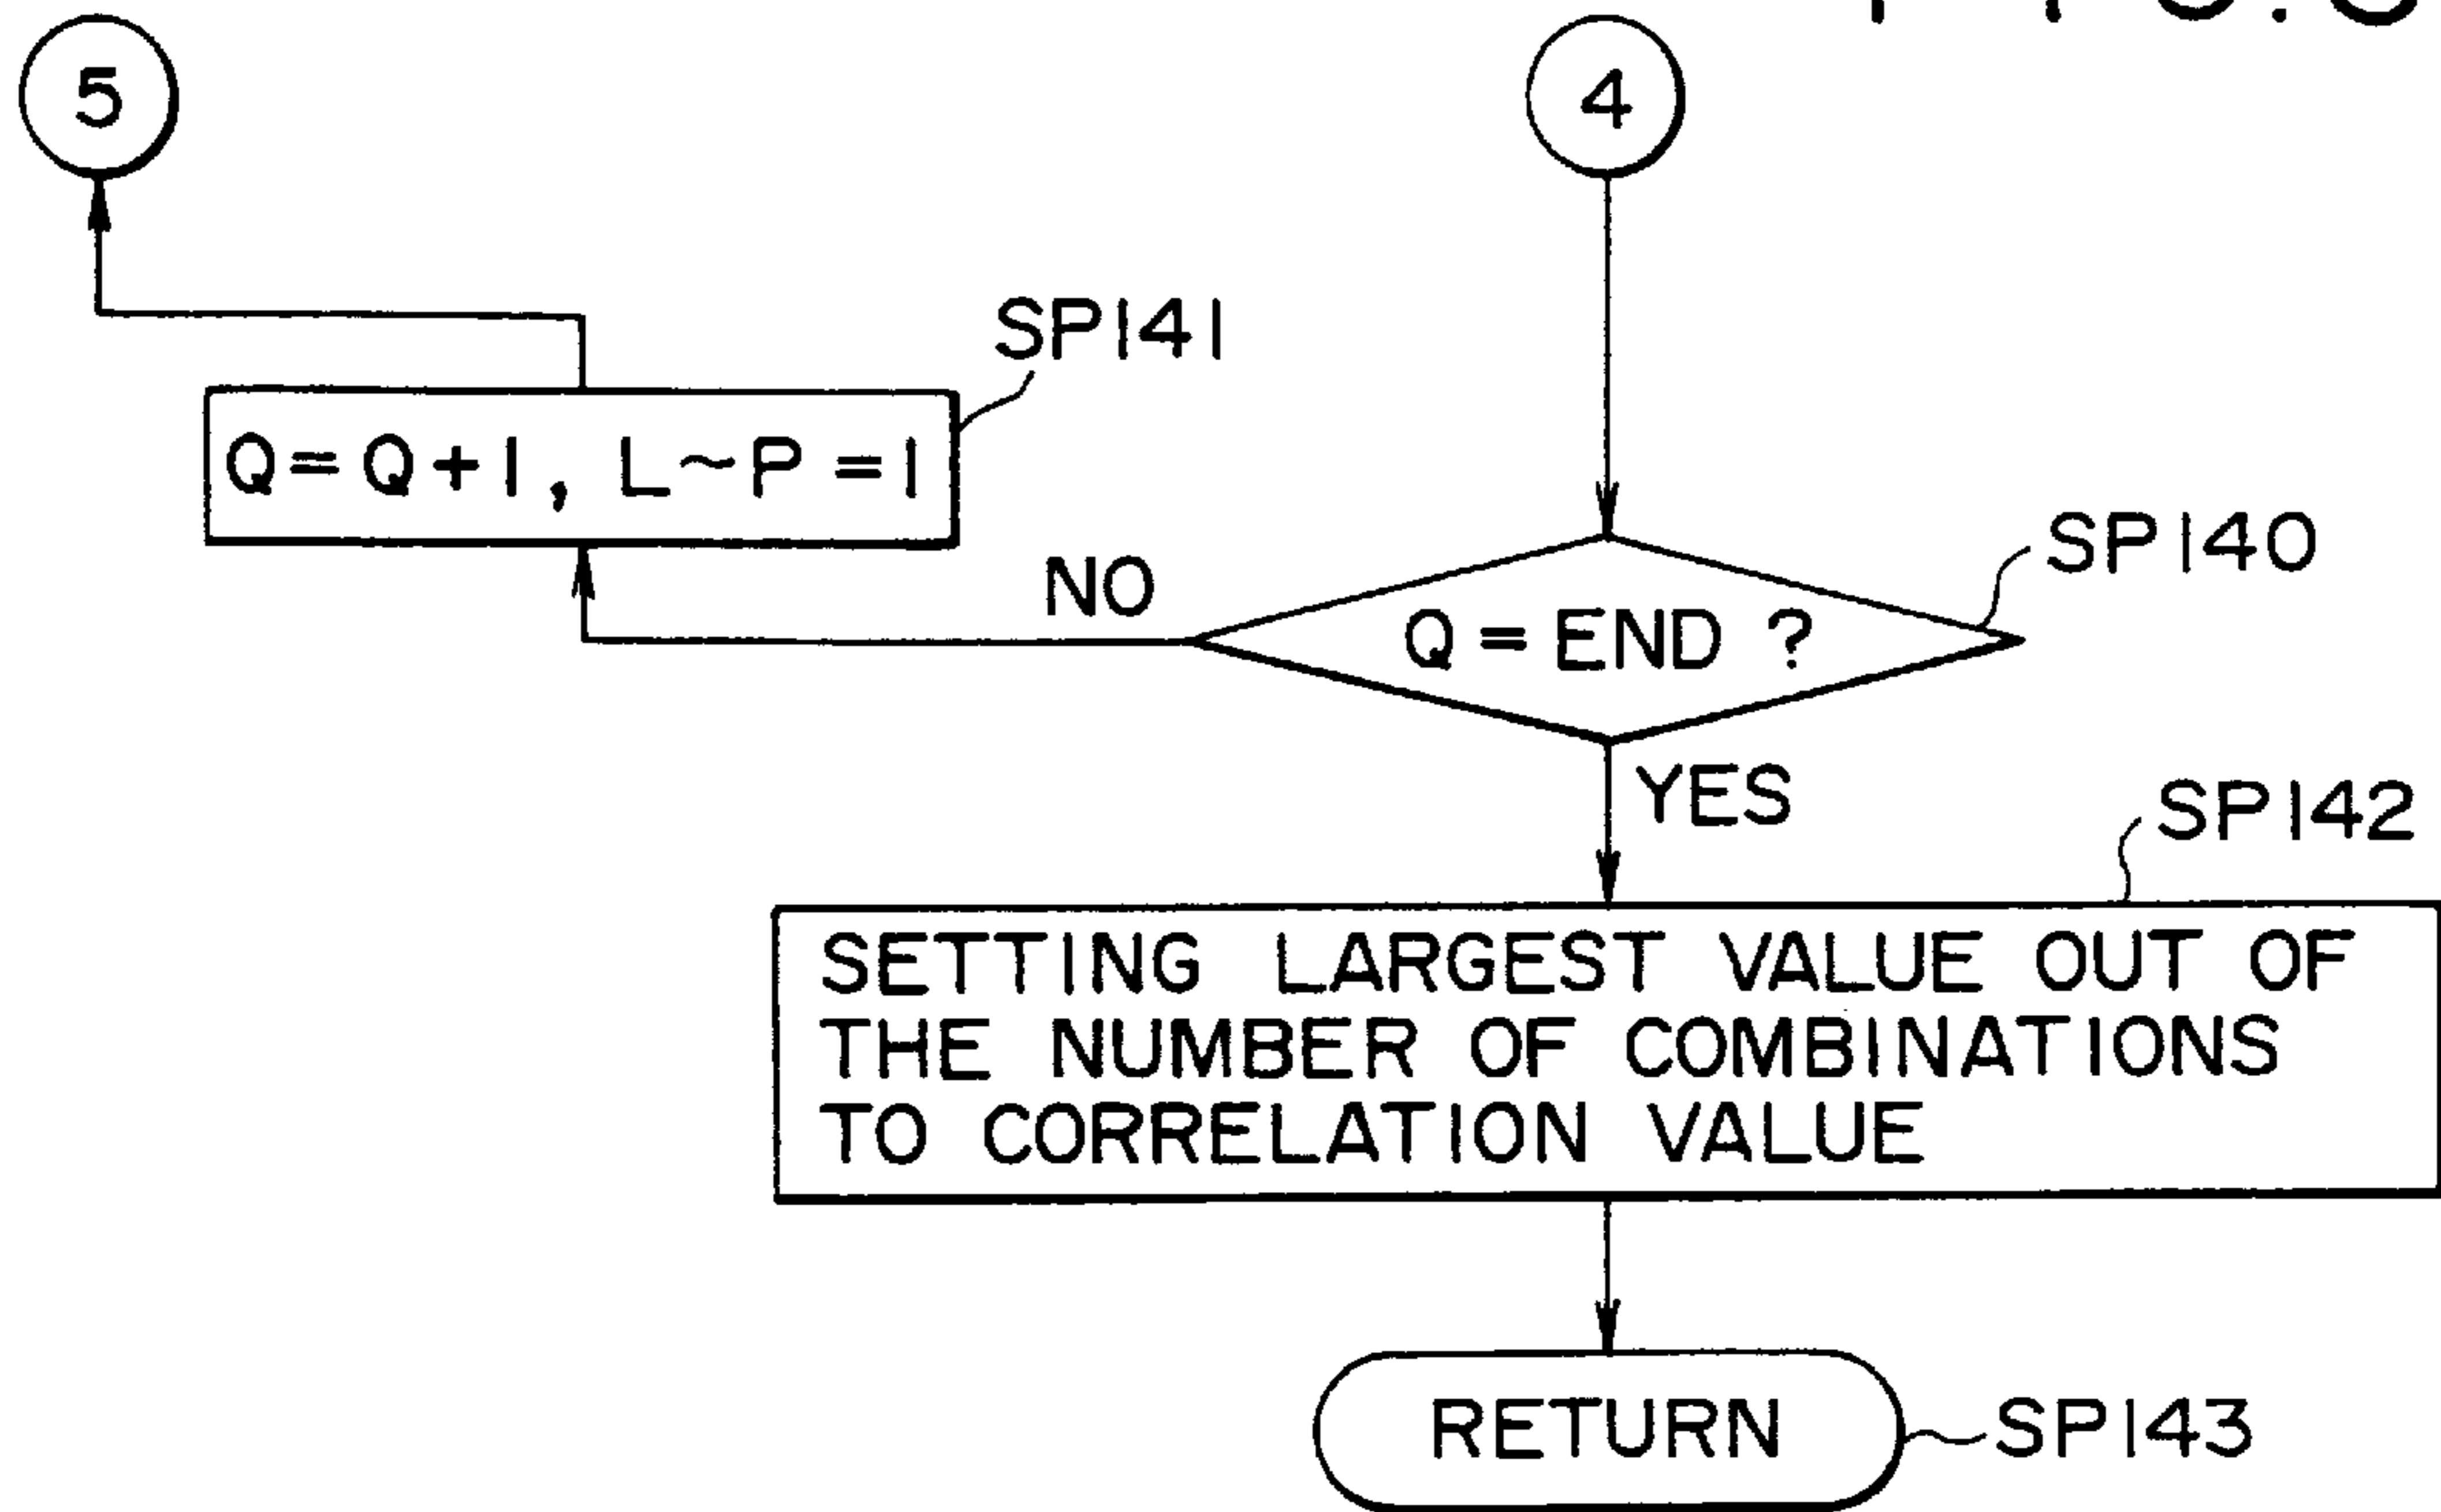 5
4
SP141
Q=Q+1, L~P=1
NO
SP140
Q=END ?
YES
SP142
SETTING LARGEST VALUE OUT OF
THE NUMBER OF COMBINATIONS
TO CORRELATION VALUE
RETURN
SP143